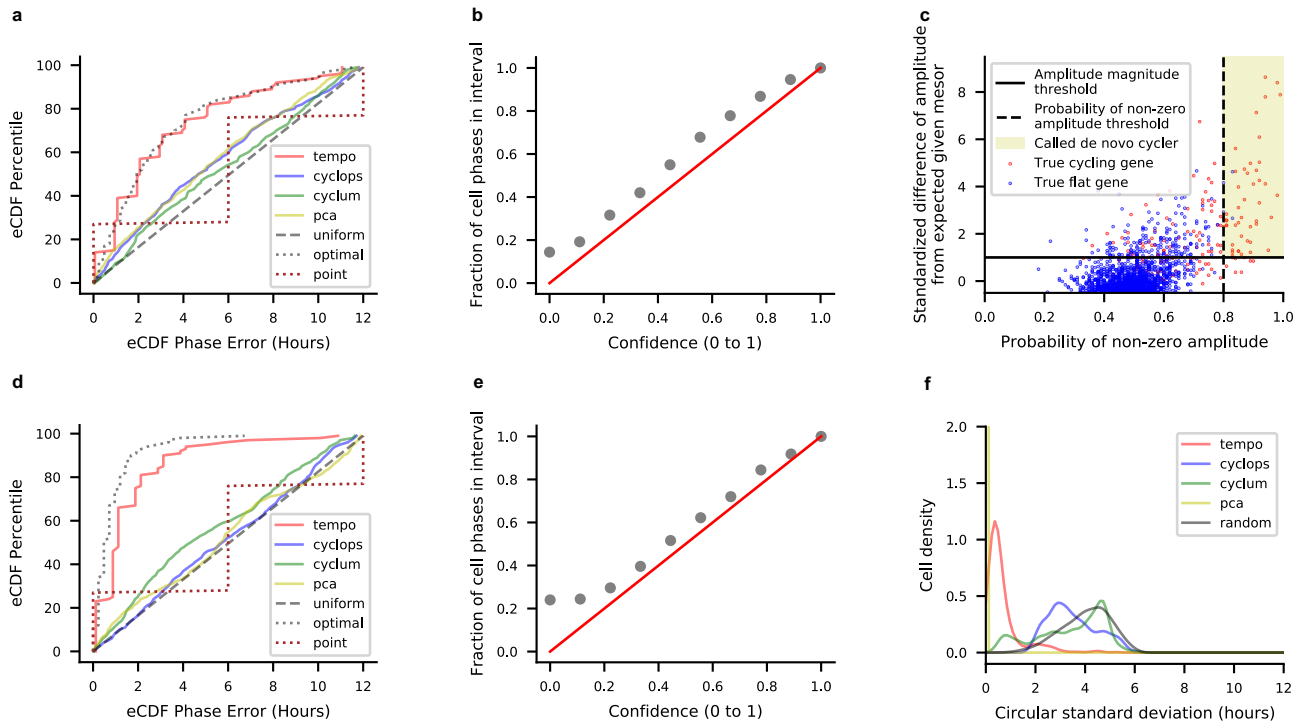 a
100
80
60
40
20
0
eCDF Percentile
0 2 4 6 8 10 12
eCDF Phase Error (Hours)
tempo
cyclops
cyclum
pca
uniform
optimal
point
b
1.0
0.8
0.6
0.4
0.2
0.0
Fraction of cell phases in interval
0.0 0.2 0.4 0.6 0.8 1.0
Confidence (0 to 1)
c
Standardized difference of amplitude
from expected given mesor
8
6
4
2
0
Amplitude magnitude
threshold
Probability of non-zero
amplitude threshold
Called de novo cycler
True cycling gene
True flat gene
0.0 0.2 0.4 0.6 0.8 1.0
Probability of non-zero amplitude
d
100
80
60
40
20
0
eCDF Percentile
0 2 4 6 8 10 12
eCDF Phase Error (Hours)
tempo
cyclops
cyclum
pca
uniform
optimal
point
e
1.0
0.8
0.6
0.4
0.2
0.0
Fraction of cell phases in interval
0.0 0.2 0.4 0.6 0.8 1.0
Confidence (0 to 1)
f
2.0
1.5
1.0
0.5
0.0
Cell density
tempo
cyclops
cyclum
pca
random
0 2 4 6 8 10 12
Circular standard deviation (hours)